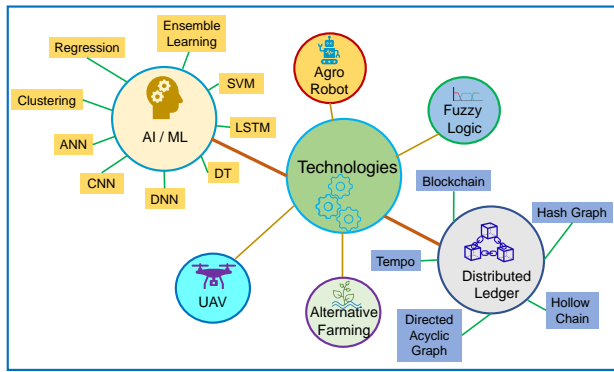 Ensemble
Learning
Regression
SVM
Clustering
AI / ML
LSTM
ANN
CNN
DNN
DT
Agro
Robot
Fuzzy
Logic
Technologies
Blockchain
Hash Graph
Tempo
Distributed
Ledger
Hollow
Chain
Directed
Acyclic
Graph
UAV
Alternative
Farming